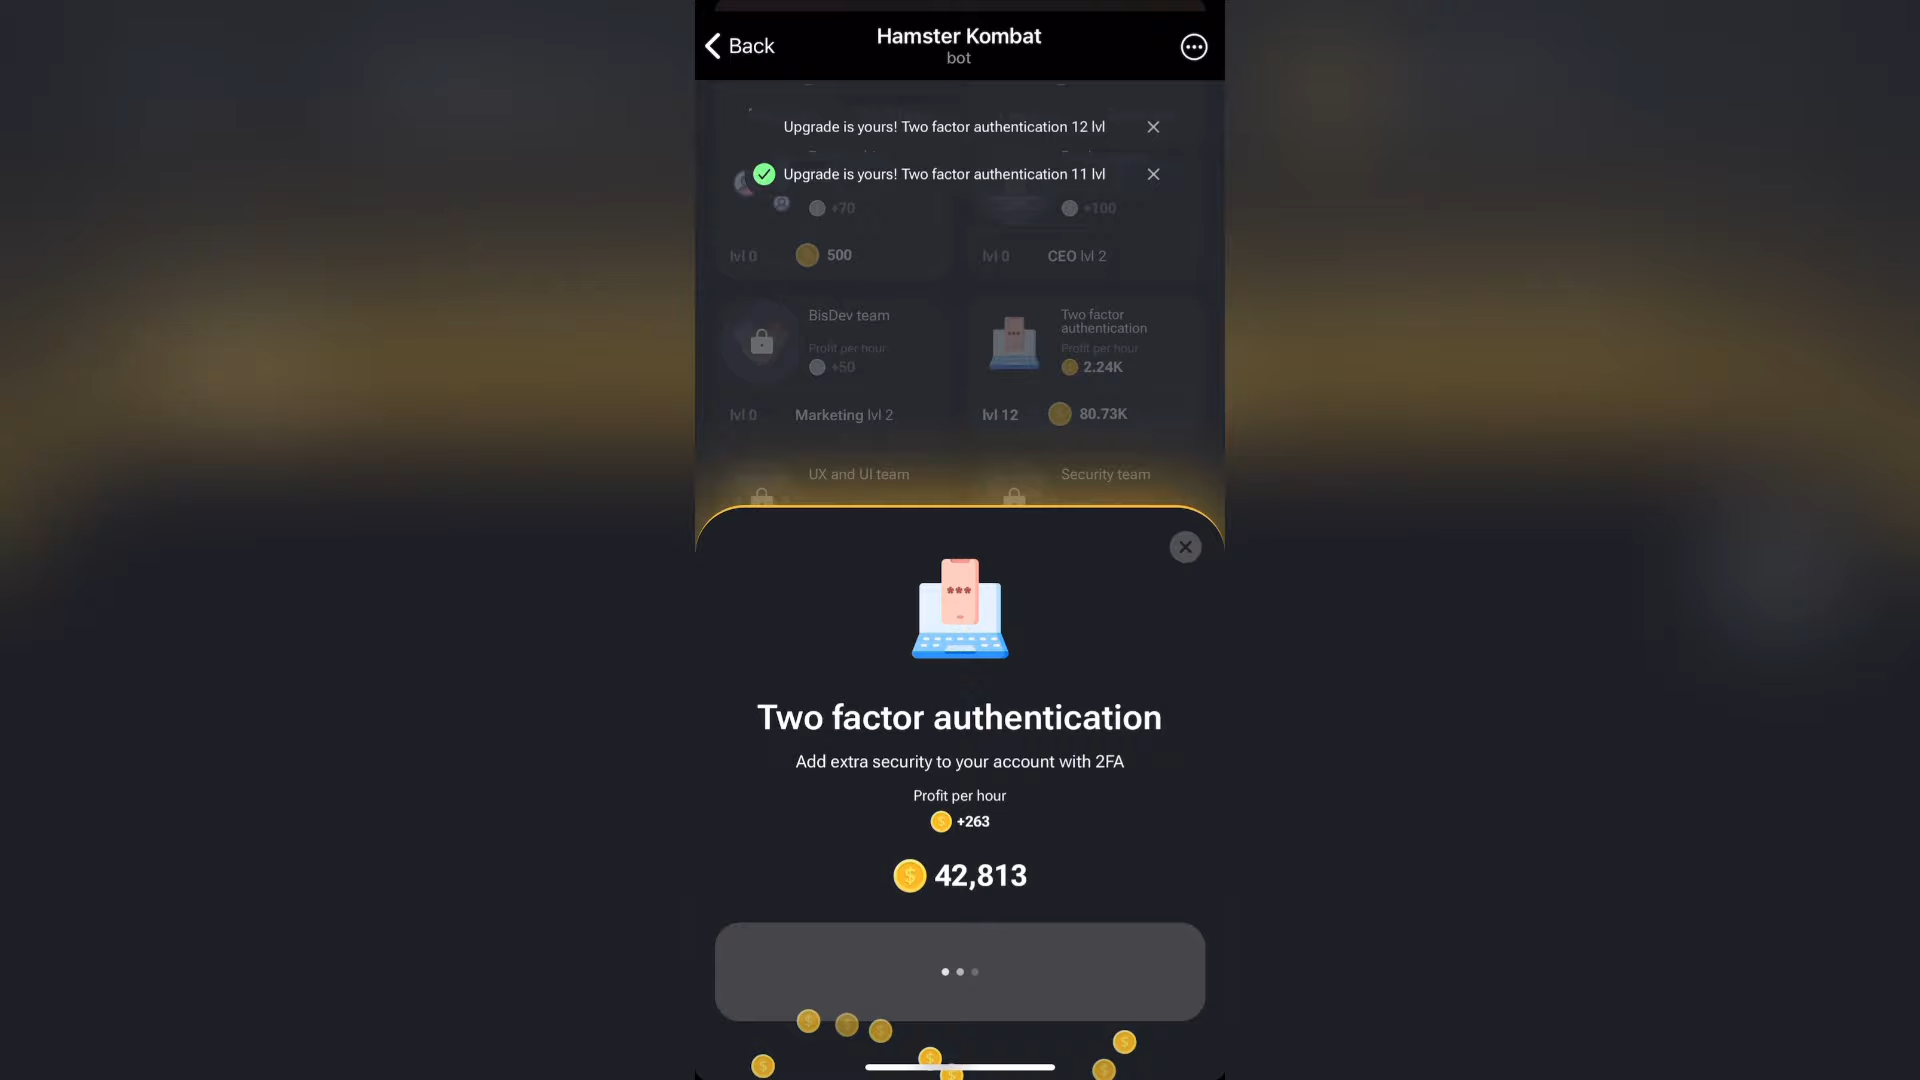 Back
Hamster Kombat
bot
Upgrade is yours! Two factor authentication 12 lvl
Upgrade is yours! Two factor authentication 11 lvl
+70
+100
lvl 0
500
lvl 0
CEO lvl 2
BisDev team
Profit per hour
+50
lvl 0
Marketing lvl 2
Two factor
authentication
Profit per hour
2.24K
lvl 12
80.73K
UX and UI team
Security team
***
Two factor authentication
Add extra security to your account with 2FA
Profit per hour
+263
42,813